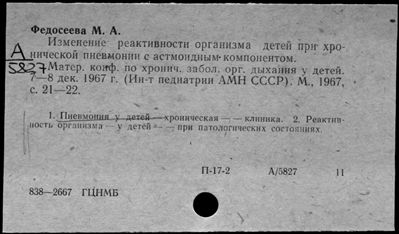 Федосеева М. А.
Изменение реактивности организма детей при хро-
нической пневмонии с астмоидным компонентом.
А
5827
Матер. конф. по хронич. забол. орг. дыхания у детей.
7—8 дек. 1967 г. (Ин-т педиатрии АМН СССР). М., 1967,
с. 21—22.
1. Пневмония у детей — хроническая — — клиника. 2. Реактив-
ность организма — у детей — — при патологических состояниях.
П-17-2 А/5827 11
838—2667 ГЦНМБ